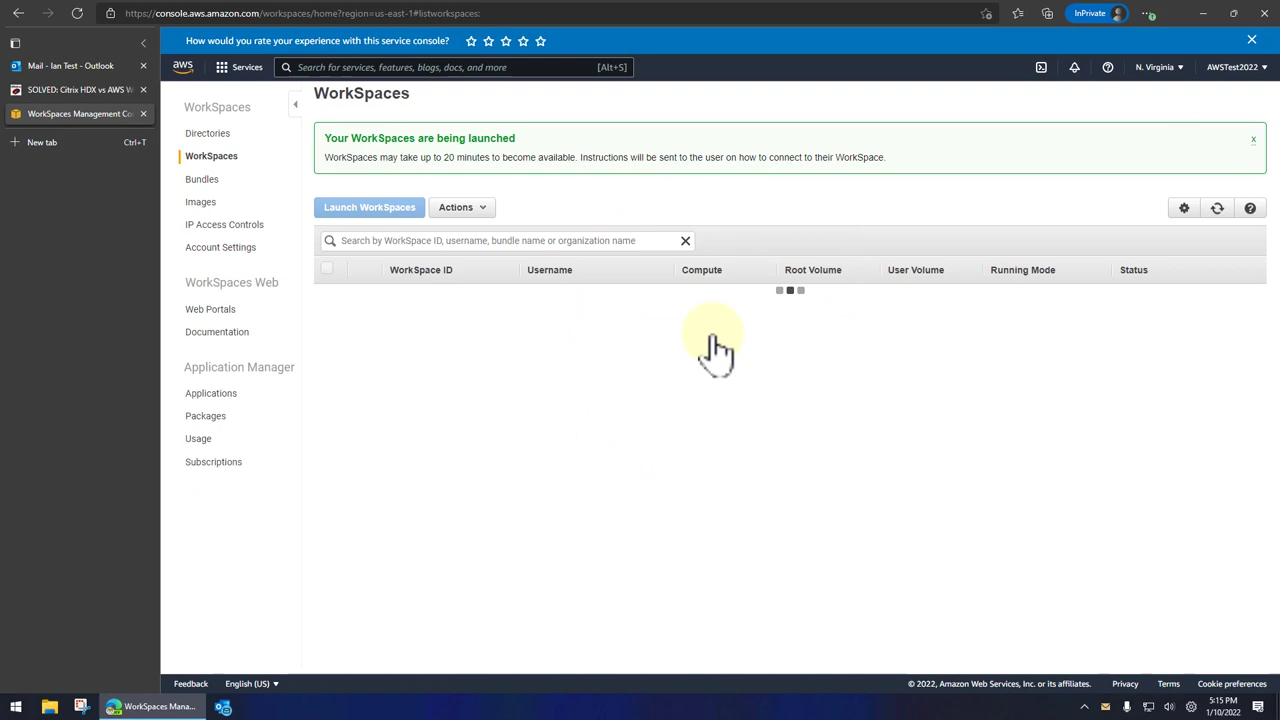 https://console.aws.amazon.com/workspaces/home?region=us-east-1#listworkspaces:
InPrivate
How would you rate your experience with this service console?
Mail - Ian Test - Outlook
SOLVED: Citrix HDX vs AWS W
WorkSpaces Management Co
New tab
Ctrl+T
aws
Services
Search for services, features, blogs, docs, and more
[Alt+S]
N. Virginia
AWSTest2022
WorkSpaces
Directories
WorkSpaces
Bundles
Images
IP Access Controls
Account Settings
WorkSpaces Web
Web Portals
Documentation
Application Manager
Applications
Packages
Usage
Subscriptions
WorkSpaces
Your WorkSpaces are being launched
x
WorkSpaces may take up to 20 minutes to become available. Instructions will be sent to the user on how to connect to their WorkSpace.
Launch WorkSpaces
Actions
Search by WorkSpace ID, username, bundle name or organization name
WorkSpace ID
Username
Compute
Root Volume
User Volume
Running Mode
Status
Feedback
English (US)
© 2022, Amazon Web Services, Inc. or its affiliates.
Privacy
Terms
Cookie preferences
WorkSpaces Mana...
5:15 PM
1/10/2022